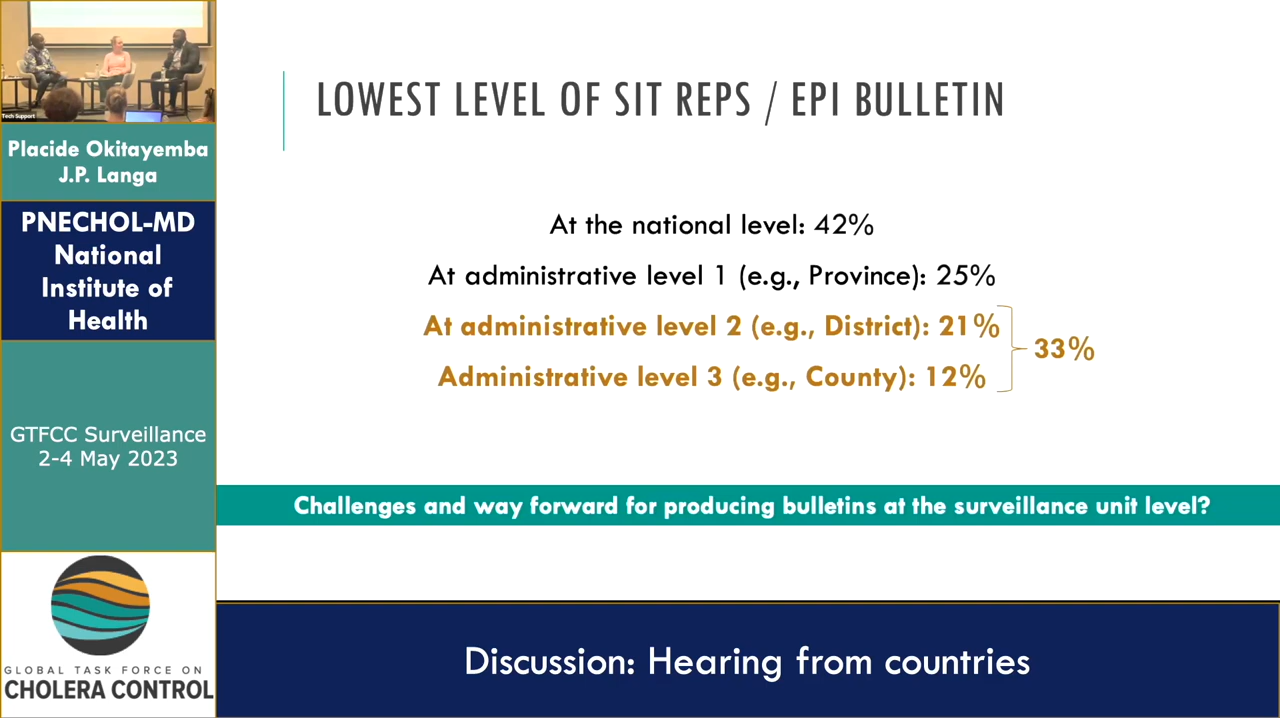 Tech Support
Placide Okitayemba
J.P. Langa
PNECHOL-MD
National
Institute of
Health
GTFCC Surveillance
2-4 May 2023
GLOBAL TASK FORCE ON
CHOLERA CONTROL
LOWEST LEVEL OF SIT REPS / EPI BULLETIN
At the national level: 42%
At administrative level 1 (e.g., Province): 25%
At administrative level 2 (e.g., District): 21%
Administrative level 3 (e.g., County): 12%
33%
Challenges and way forward for producing bulletins at the surveillance unit level?
Discussion: Hearing from countries